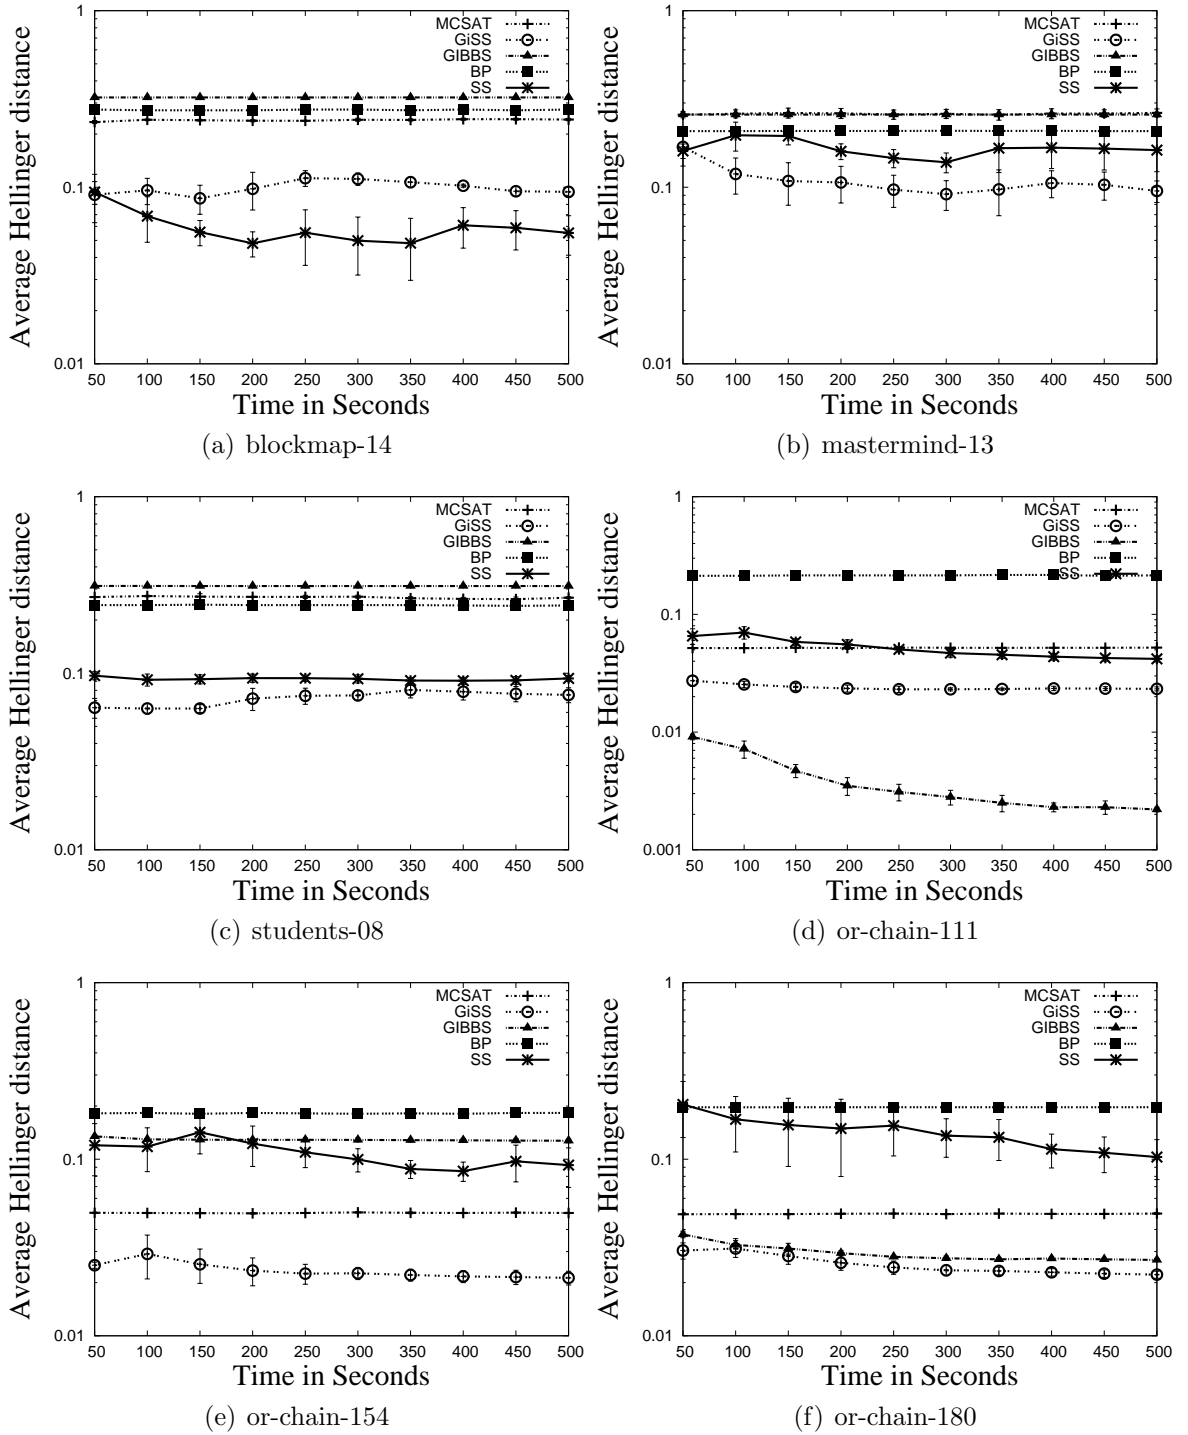 Average Hellinger distance
1
0.1
0.01
MCSAT
GiSS
GIBBS
BP
SS
50 100 150 200 250 300 350 400 450 500
Time in Seconds
(a) blockmap-14
Average Hellinger distance
1
0.1
0.01
MCSAT
GiSS
GIBBS
BP
SS
50 100 150 200 250 300 350 400 450 500
Time in Seconds
(b) mastermind-13
Average Hellinger distance
1
0.1
0.01
MCSAT
GiSS
GIBBS
BP
SS
50 100 150 200 250 300 350 400 450 500
Time in Seconds
(c) students-08
Average Hellinger distance
1
0.1
0.01
0.001
MCSAT
GiSS
GIBBS
BP
SS
50 100 150 200 250 300 350 400 450 500
Time in Seconds
(d) or-chain-111
Average Hellinger distance
1
0.1
0.01
MCSAT
GiSS
GIBBS
BP
SS
50 100 150 200 250 300 350 400 450 500
Time in Seconds
(e) or-chain-154
Average Hellinger distance
1
0.1
0.01
MCSAT
GiSS
GIBBS
BP
SS
50 100 150 200 250 300 350 400 450 500
Time in Seconds
(f) or-chain-180